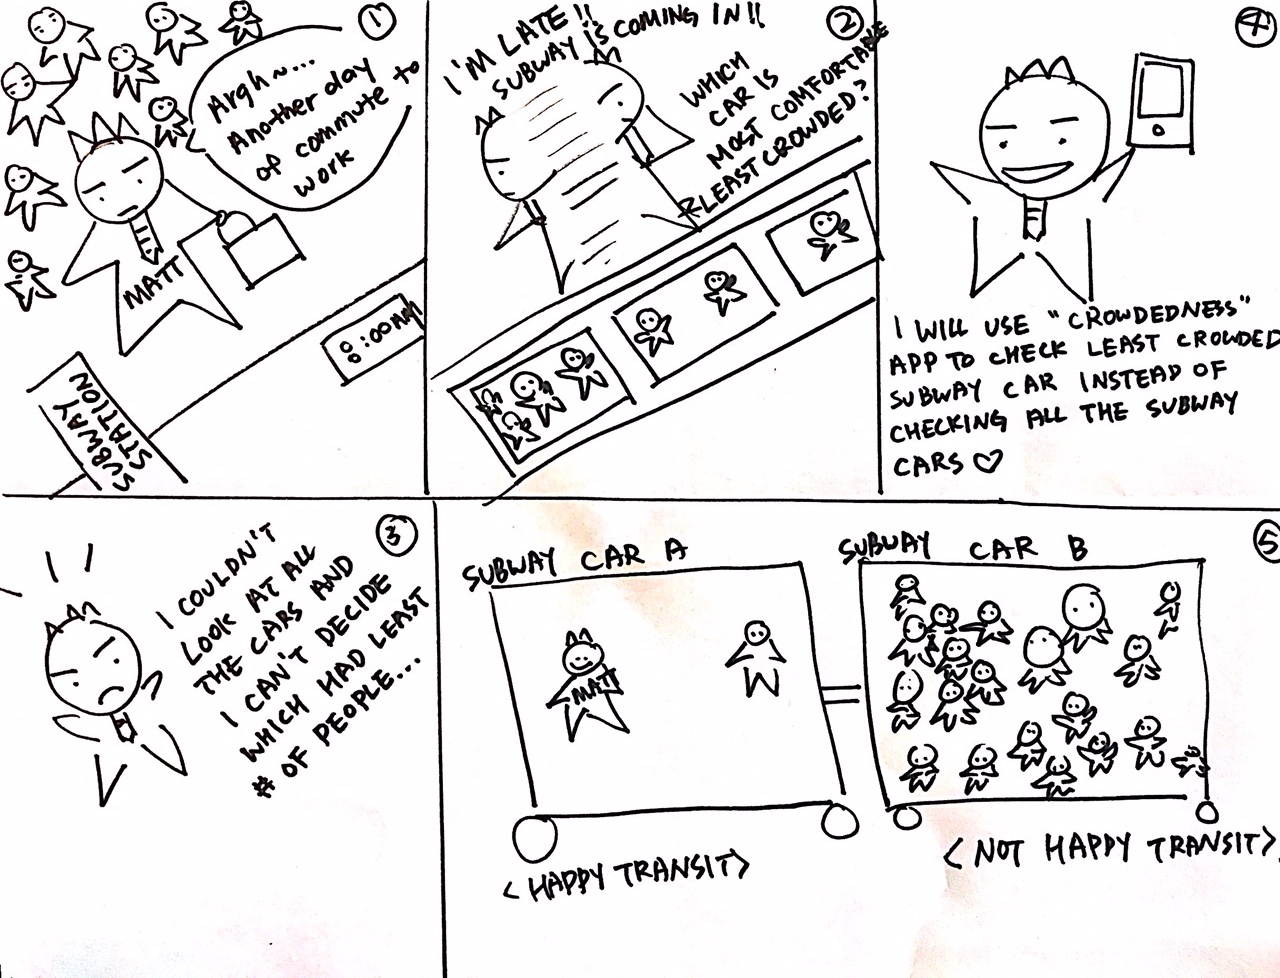 1
Argh~...
Another day
of commute to
work
MATT
8:00AM
SUBWAY
STATION
2
I'M LATE!!
SUBWAY IS COMING IN!!
WHICH
CAR IS
MOST COMFORTABLE
& LEAST CROWDED?
3
I COULDN'T
LOOK AT ALL
THE CARS AND
I CAN'T DECIDE
WHICH HAD LEAST
# OF PEOPLE...
4
I WILL USE "CROWDEDNESS"
APP TO CHECK LEAST CROWDED
SUBWAY CAR INSTEAD OF
CHECKING ALL THE SUBWAY
CARS ♡
5
SUBWAY CAR A
MATT
<HAPPY TRANSIT>
SUBWAY CAR B
<NOT HAPPY TRANSIT>